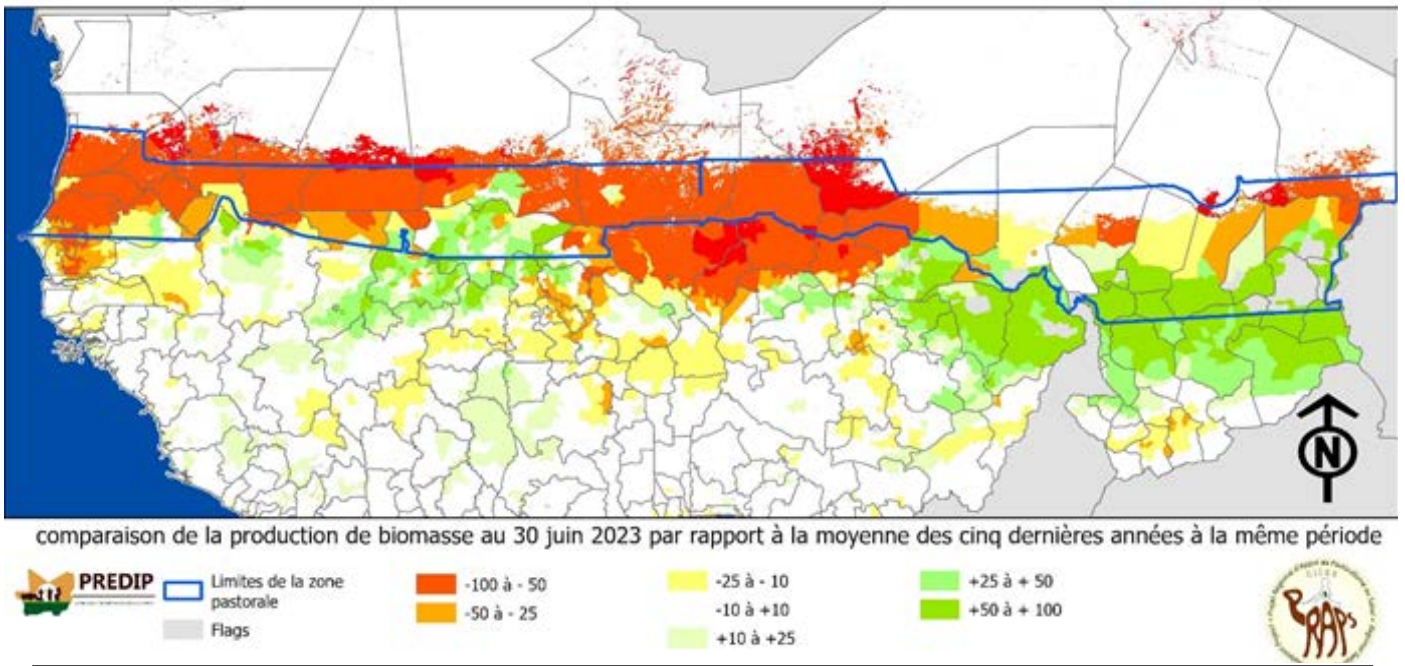 N
comparaison de la production de biomasse au 30 juin 2023 par rapport à la moyenne des cinq dernières années à la même période
PREDIP
Limites de la zone
pastorale
Flags
-100 à - 50
-50 à - 25
-25 à - 10
-10 à +10
+10 à +25
+25 à + 50
+50 à + 100
PRAPS